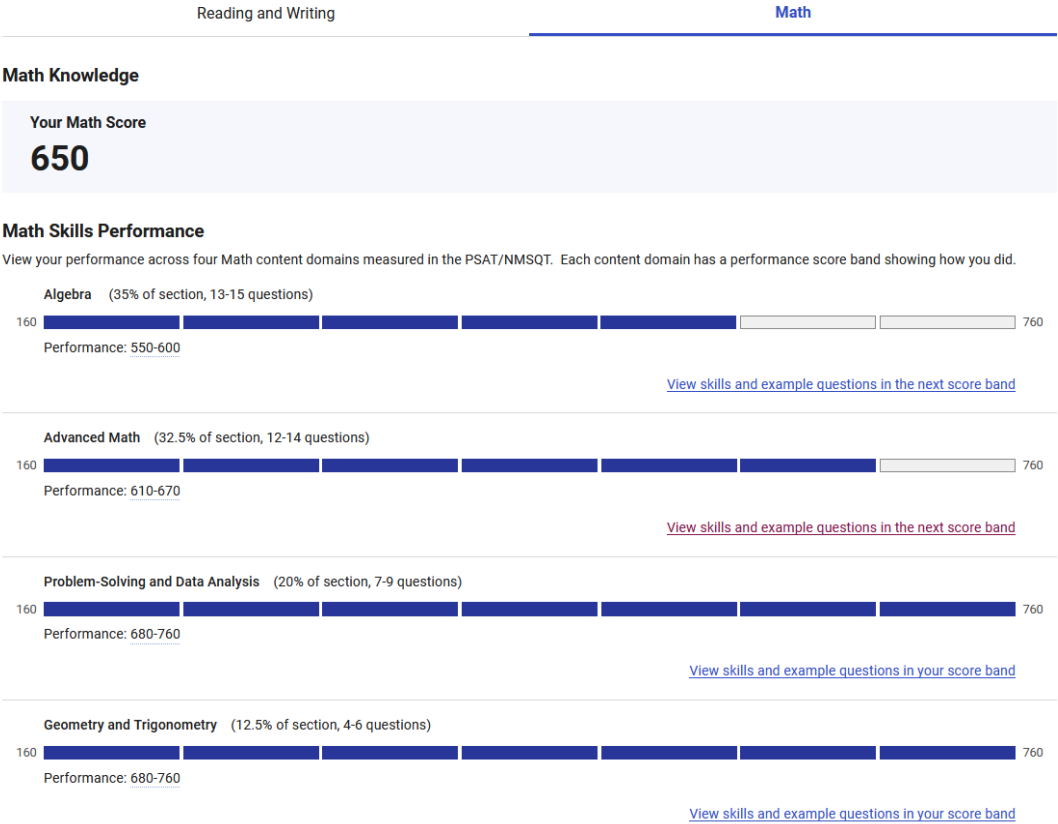 Reading and Writing
Math
Math Knowledge
Your Math Score
650
Math Skills Performance
View your performance across four Math content domains measured in the PSAT/NMSQT.  Each content domain has a performance score band showing how you did.
Algebra (35% of section, 13-15 questions)
160 760
Performance: 550-600
View skills and example questions in the next score band
Advanced Math (32.5% of section, 12-14 questions)
160 760
Performance: 610-670
View skills and example questions in the next score band
Problem-Solving and Data Analysis (20% of section, 7-9 questions)
160 760
Performance: 680-760
View skills and example questions in your score band
Geometry and Trigonometry (12.5% of section, 4-6 questions)
160 760
Performance: 680-760
View skills and example questions in your score band